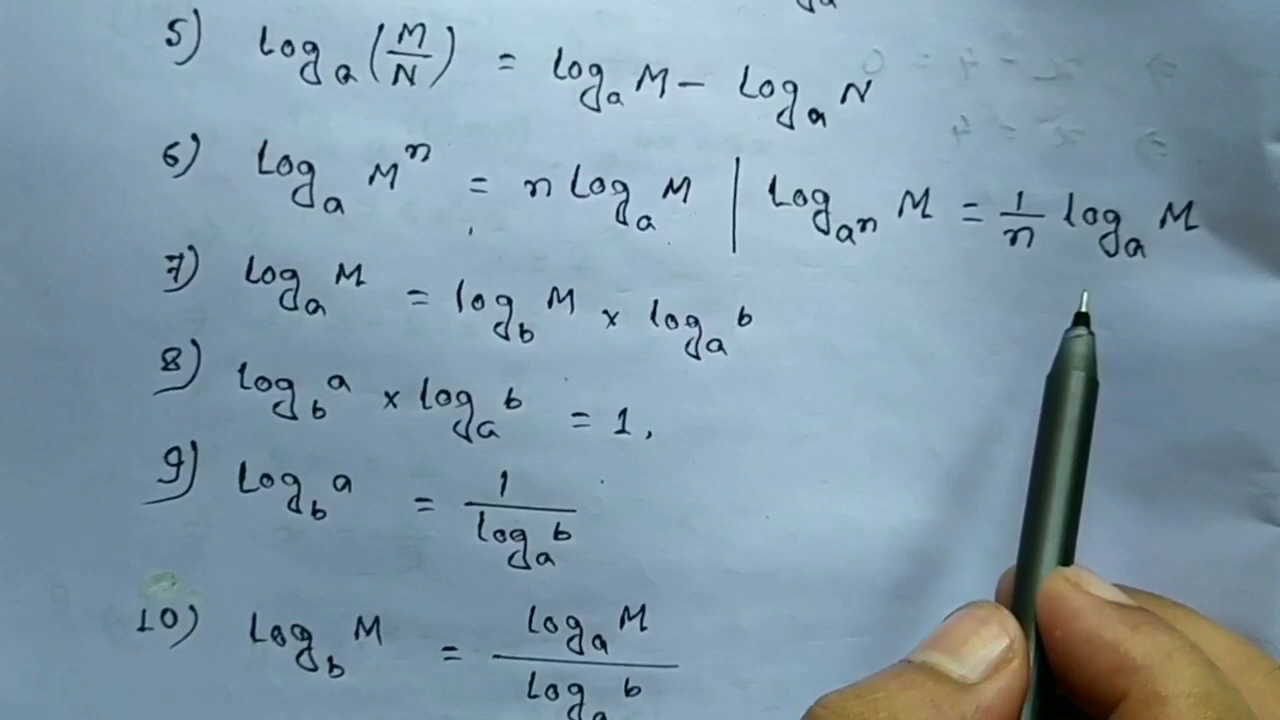 5) log_a (M/N) = log_a M - log_a N
6) log_a M^n = n log_a M | log_{a^n} M = 1/n log_a M
7) log_a M = log_b M × log_a b
8) log_b a × log_a b = 1,
9) log_b a = 1/log_a b
10) log_b M = log_a M / log_a b